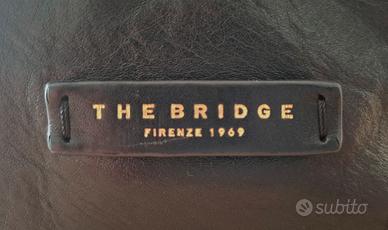 THE BRIDGE
FIRENZE 1969
subito